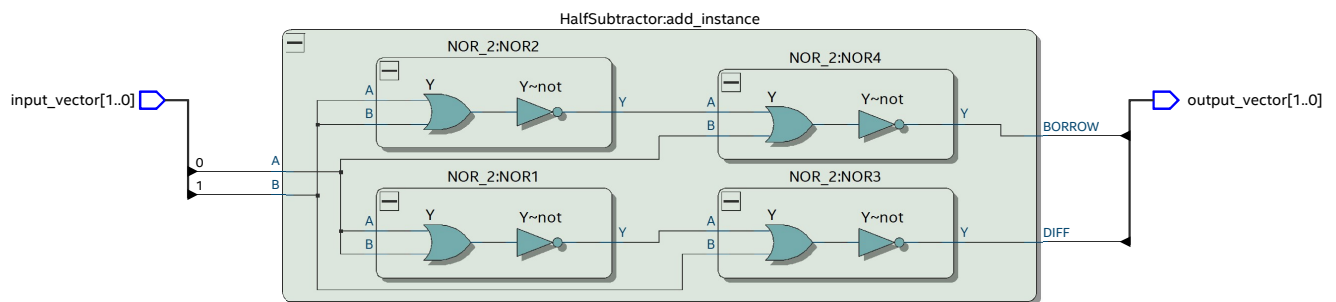 HalfSubtractor:add_instance
NOR_2:NOR2
NOR_2:NOR4
input_vector[1..0]
A
B
Y
Y~not
Y
A
B
Y
Y~not
Y
output_vector[1..0]
BORROW
0
A
1
B
NOR_2:NOR1
NOR_2:NOR3
A
B
Y
Y~not
Y
A
B
Y
Y~not
Y
DIFF